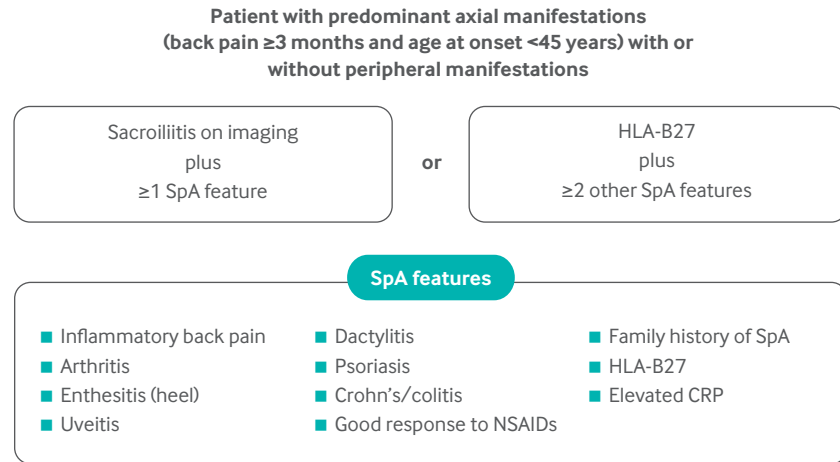 Patient with predominant axial manifestations
(back pain ≥3 months and age at onset <45 years) with or
without peripheral manifestations
Sacroiliitis on imaging
plus
≥1 SpA feature
or
HLA-B27
plus
≥2 other SpA features
SpA features
Inflammatory back pain
Arthritis
Enthesitis (heel)
Uveitis
Dactylitis
Psoriasis
Crohn's/colitis
Good response to NSAIDs
Family history of SpA
HLA-B27
Elevated CRP